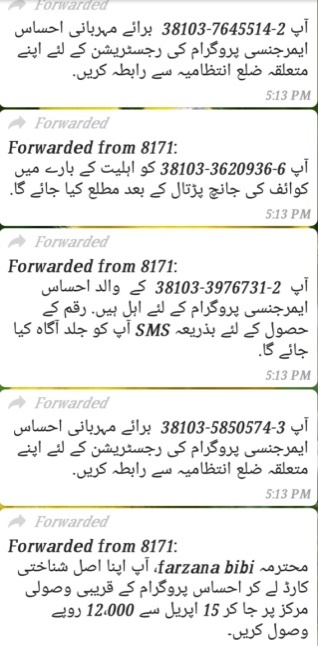 Forwarded
آپ 38103-7645514-2 برائے مہربانی احساس
ایمرجنسی پروگرام کی رجسٹریشن کے لئے اپنے
متعلقہ ضلع انتظامیہ سے رابطہ کریں.
5:13 PM
Forwarded
Forwarded from 8171:
آپ 38103-3620936-6 کو اہلیت کے بارے میں
کوائف کی جانچ پڑتال کے بعد مطلع کیا جائے گا.
5:13 PM
Forwarded
Forwarded from 8171:
آپ 38103-3976731-2 کے والد احساس
ایمرجنسی پروگرام کے لئے اہل ہیں. رقم کے
حصول کے لئے بذریعہ SMS آپ کو جلد آگاہ کیا
جائے گا.
5:13 PM
Forwarded
آپ 38103-5850574-3 برائے مہربانی احساس
ایمرجنسی پروگرام کی رجسٹریشن کے لئے اپنے
متعلقہ ضلع انتظامیہ سے رابطہ کریں.
5:13 PM
Forwarded
Forwarded from 8171:
محترمہ farzana bibi، آپ اپنا اصل شناختی
کارڈ لے کر احساس پروگرام کے قریبی وصولی
مرکز پر جا کر 15 اپریل سے 12,000 روپے
وصول کریں۔